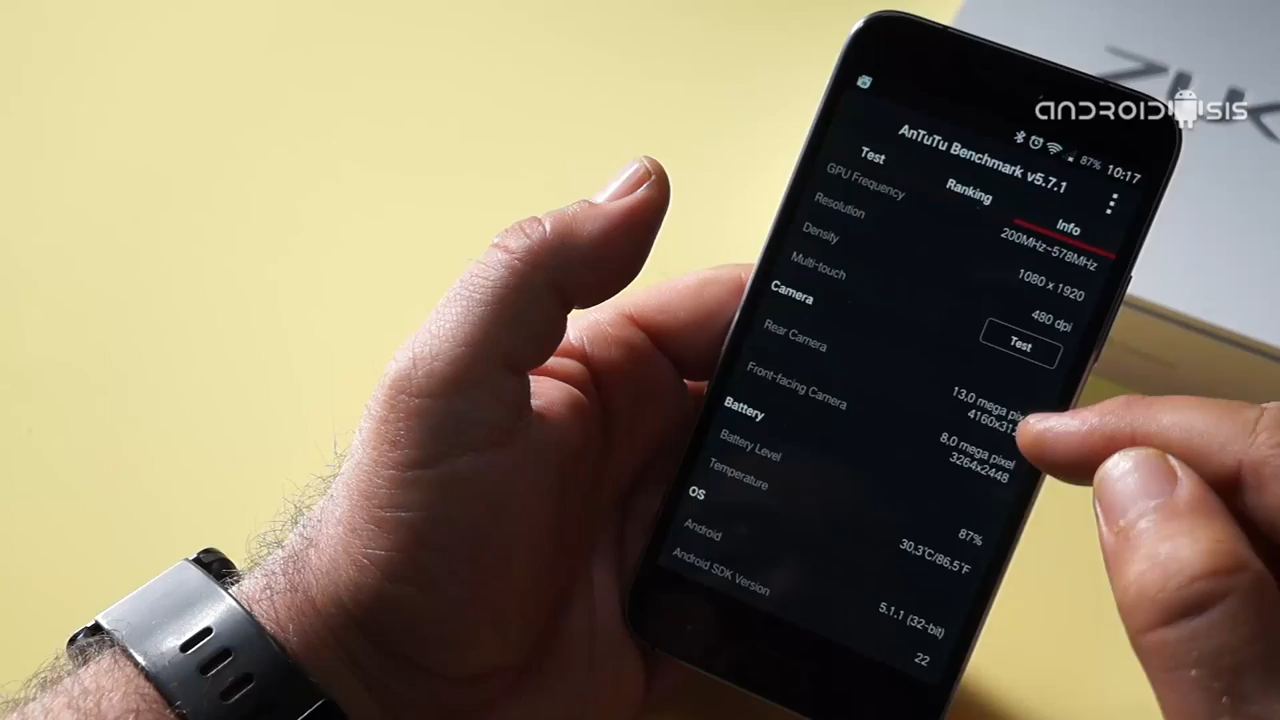 ZUK
ANDROIDSIS
87% 10:17
AnTuTu Benchmark v5.7.1
Test Ranking Info
GPU Frequency 200MHz~578MHz
Resolution 1080 x 1920
Density 480 dpi
Multi-touch Test
Camera
Rear Camera 13,0 mega
Front-facing Camera 8,0 mega pixel
3264x2448
Battery
Battery Level 87%
Temperature 30,3°C/86,5°F
OS
Android 5.1.1 (32-bit)
Android SDK Version 22